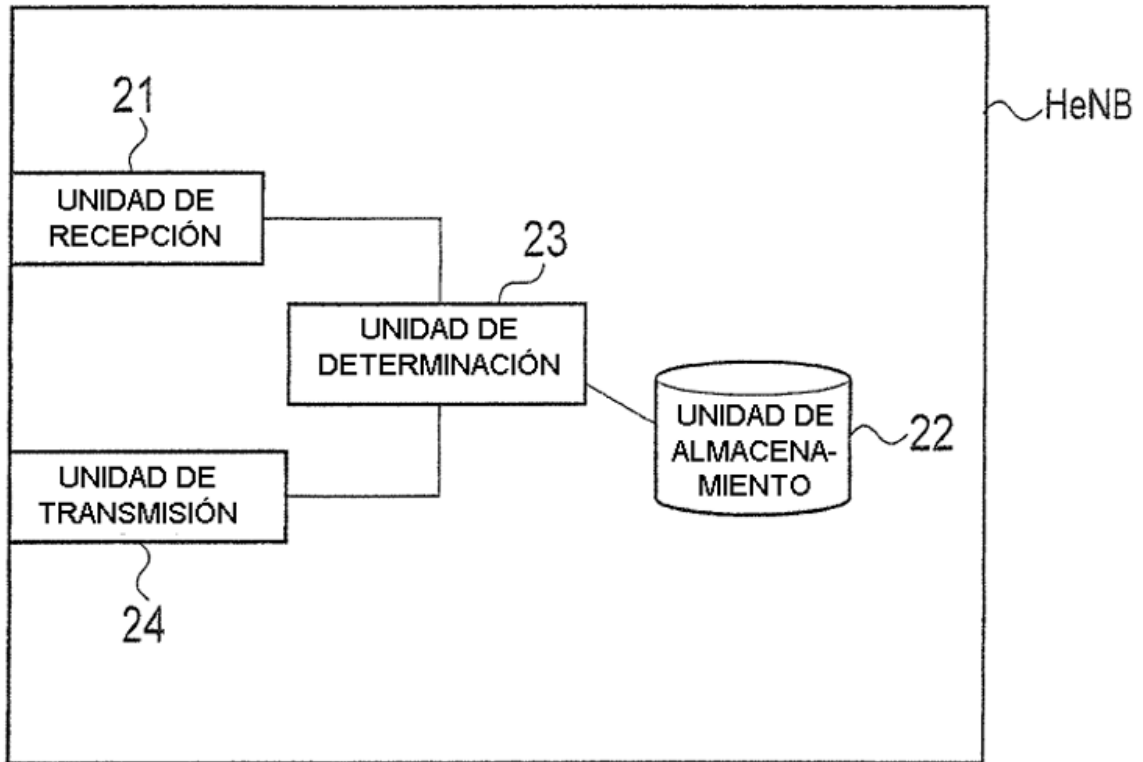 HeNB
21
UNIDAD DE
RECEPCIÓN
23
UNIDAD DE
DETERMINACIÓN
UNIDAD DE
ALMACENA-
MIENTO
22
UNIDAD DE
TRANSMISIÓN
24